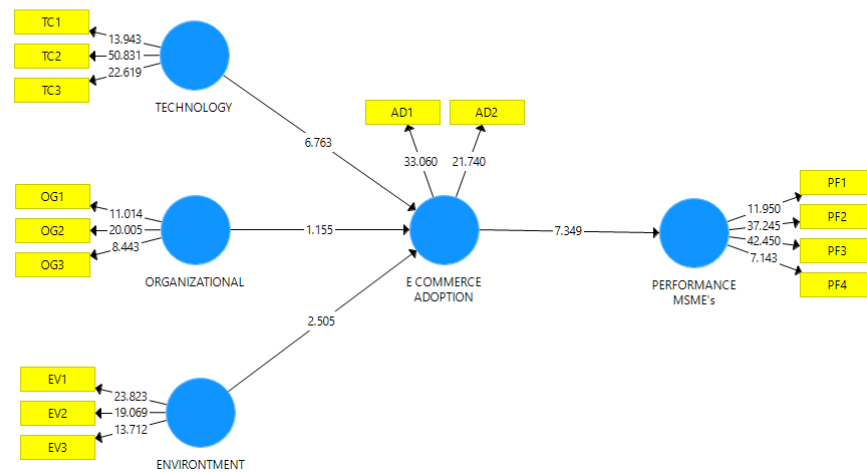 TC1
13.943
TC2
50.831
22.619
TC3
TECHNOLOGY
AD1
AD2
6.763
33.060
21.740
OG1
11.014
OG2
20.005
8.443
OG3
ORGANIZATIONAL
1.155
E COMMERCE
ADOPTION
7.349
PF1
11.950
PF2
37.245
42.450
PF3
7.143
PF4
PERFORMANCE
MSME's
2.505
EV1
23.823
EV2
19.069
13.712
EV3
ENVIRONTMENT